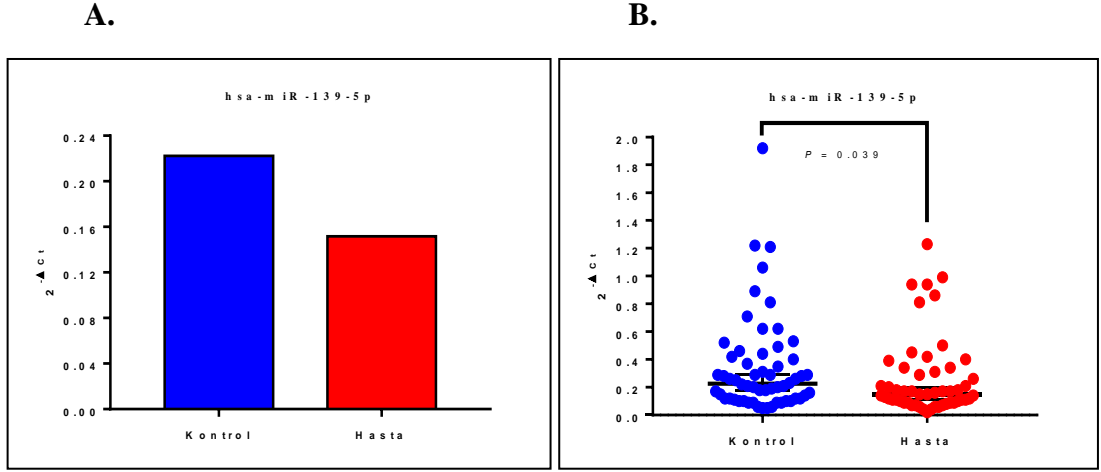 A.
B.
hsa-miR-139-5p
0.24
0.20
0.16
0.12
0.08
0.04
0.00
2^-▲Ct
Kontrol Hasta
hsa-miR-139-5p
P = 0.039
2.0
1.8
1.6
1.4
1.2
1.0
0.8
0.6
0.4
0.2
0.0
2^-▲Ct
Kontrol Hasta